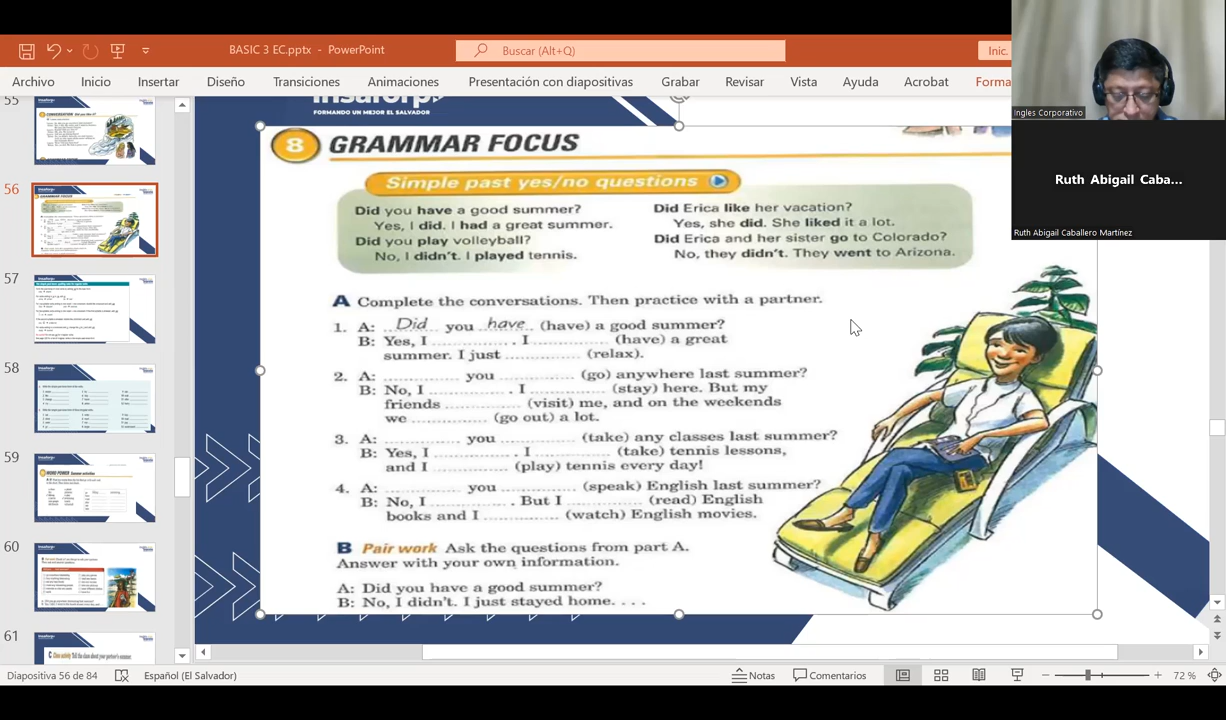 BASIC 3 EC.pptx - PowerPoint
Buscar (Alt+Q)
Inic.
Archivo Inicio Insertar Diseño Transiciones Animaciones Presentación con diapositivas Grabar Revisar Vista Ayuda Acrobat Forma
55
56
57
58
59
60
61
FORMANDO UN MEJOR EL SALVADOR
8 GRAMMAR FOCUS
Simple past yes/no questions
Did you have a good summer?
Yes, I did. I had a great summer.
Did you play volleyball?
No, I didn't. I played tennis.
Did Erica like her vacation?
Yes, she did. She liked it a lot.
Did Erica and her sister go to Colorado?
No, they didn't. They went to Arizona.
A Complete the conversations. Then practice with a partner.
1. A: Did you have (have) a good summer?
B: Yes, I .......... . I .......... (have) a great
summer. I just .......... (relax).
2. A: .......... you .......... (go) anywhere last summer?
B: No, I .......... . I .......... (stay) here. But my
friends .......... (visit) me, and on the weekends
we .......... (go out) a lot.
3. A: .......... you .......... (take) any classes last summer?
B: Yes, I .......... . I .......... (take) tennis lessons,
and I .......... (play) tennis every day!
4. A: .......... you .......... (speak) English last summer?
B: No, I .......... . But I .......... (read) English
books and I .......... (watch) English movies.
B Pair work Ask the questions from part A.
Answer with your own information.
A: Did you have a good summer?
B: No, I didn't. I just stayed home. . . .
Ingles Corporativo
Ruth Abigail Caba...
Ruth Abigail Caballero Martínez
Diapositiva 56 de 84 Español (El Salvador) Notas Comentarios 72 %